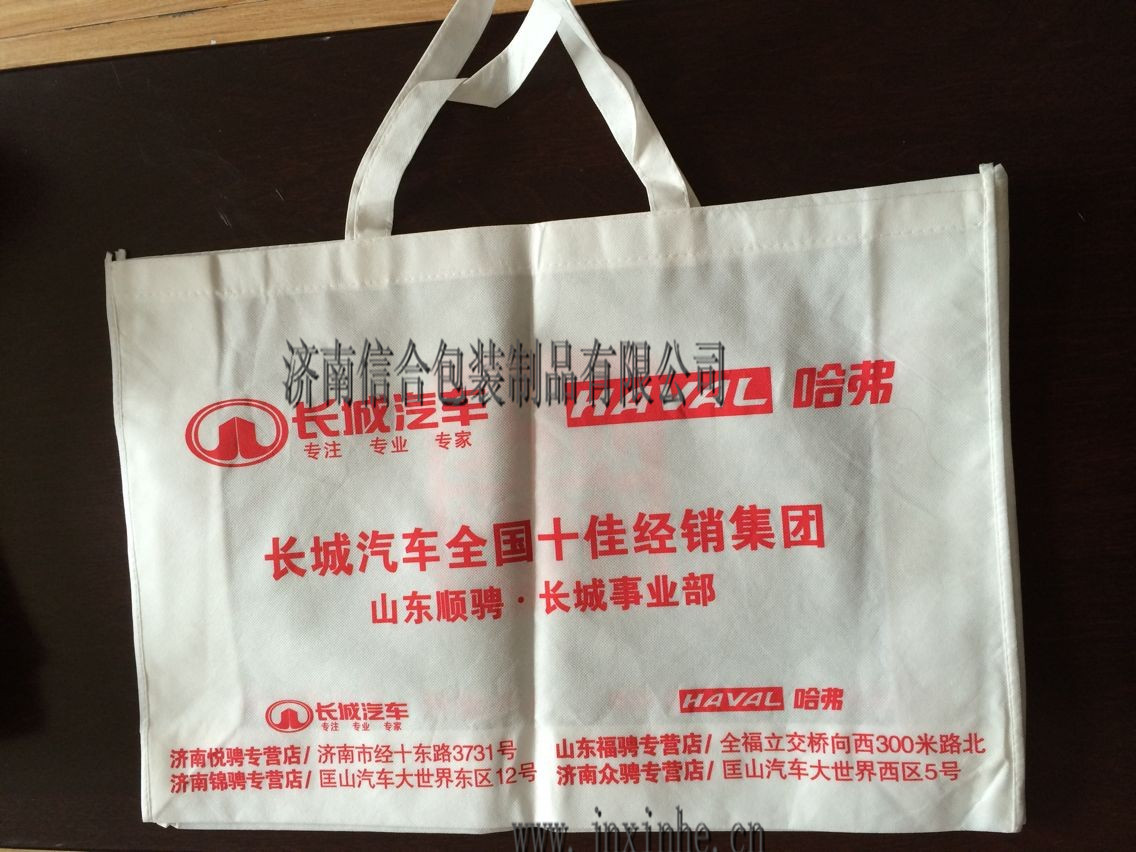 济南信合包装制品有限公司
长城汽车 HAVAL 哈弗
专注 专业 专家
长城汽车全国十佳经销集团
山东顺骋·长城事业部
长城汽车 HAVAL 哈弗
专注 专业 专家
济南悦骋专营店/ 济南市经十东路3731号 山东福骋专营店/ 全福立交桥向西300米路北
济南锦骋专营店/ 匡山汽车大世界东区12号 济南众骋专营店/ 匡山汽车大世界西区5号
www.jnxinhe.cn